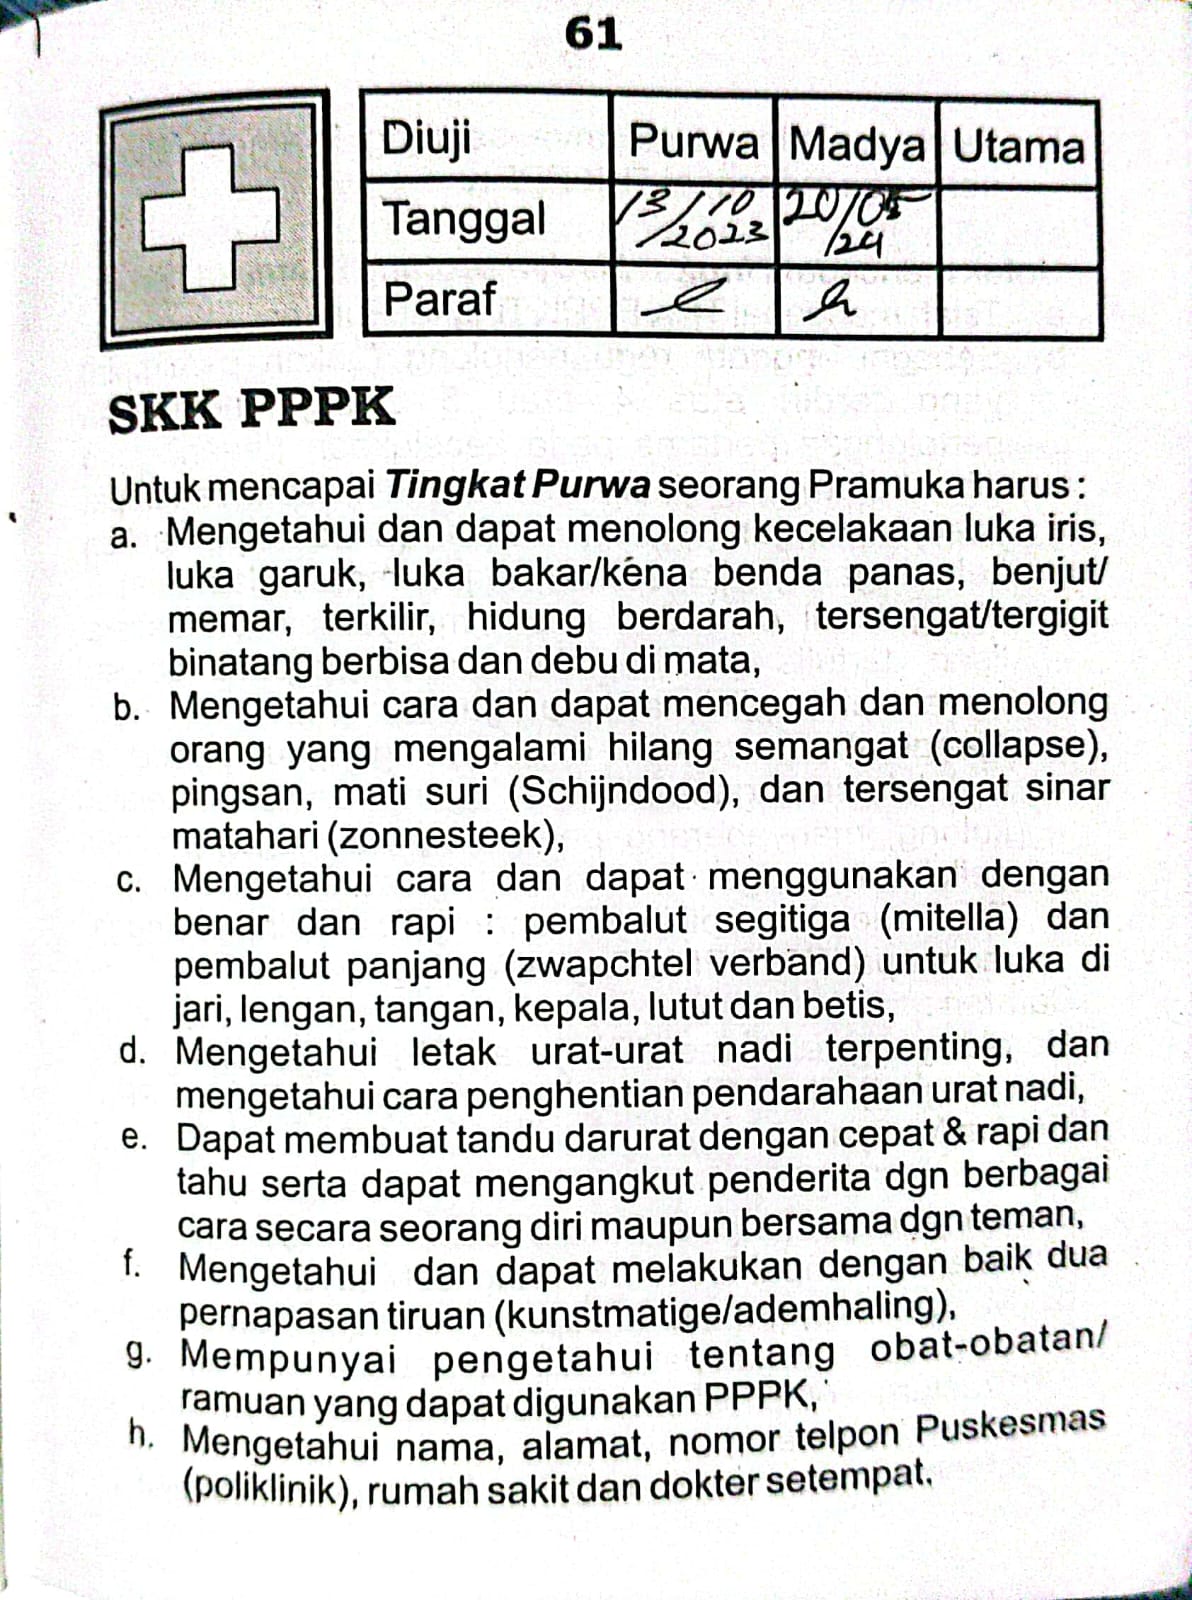 61
Diuji Purwa Madya Utama
Tanggal 13/10/2023 20/05/24
Paraf
SKK PPPK
Untuk mencapai Tingkat Purwa seorang Pramuka harus :
a. Mengetahui dan dapat menolong kecelakaan luka iris,
luka garuk, luka bakar/kena benda panas, benjut/
memar, terkilir, hidung berdarah, tersengat/tergigit
binatang berbisa dan debu di mata,
b. Mengetahui cara dan dapat mencegah dan menolong
orang yang mengalami hilang semangat (collapse),
pingsan, mati suri (Schijndood), dan tersengat sinar
matahari (zonnesteek),
c. Mengetahui cara dan dapat menggunakan dengan
benar dan rapi : pembalut segitiga (mitella) dan
pembalut panjang (zwapchtel verband) untuk luka di
jari, lengan, tangan, kepala, lutut dan betis,
d. Mengetahui letak urat-urat nadi terpenting, dan
mengetahui cara penghentian pendarahaan urat nadi,
e. Dapat membuat tandu darurat dengan cepat & rapi dan
tahu serta dapat mengangkut penderita dgn berbagai
cara secara seorang diri maupun bersama dgn teman,
f. Mengetahui dan dapat melakukan dengan baik dua
pernapasan tiruan (kunstmatige/ademhaling),
g. Mempunyai pengetahui tentang obat-obatan/
ramuan yang dapat digunakan PPPK,
h. Mengetahui nama, alamat, nomor telpon Puskesmas
(poliklinik), rumah sakit dan dokter setempat.